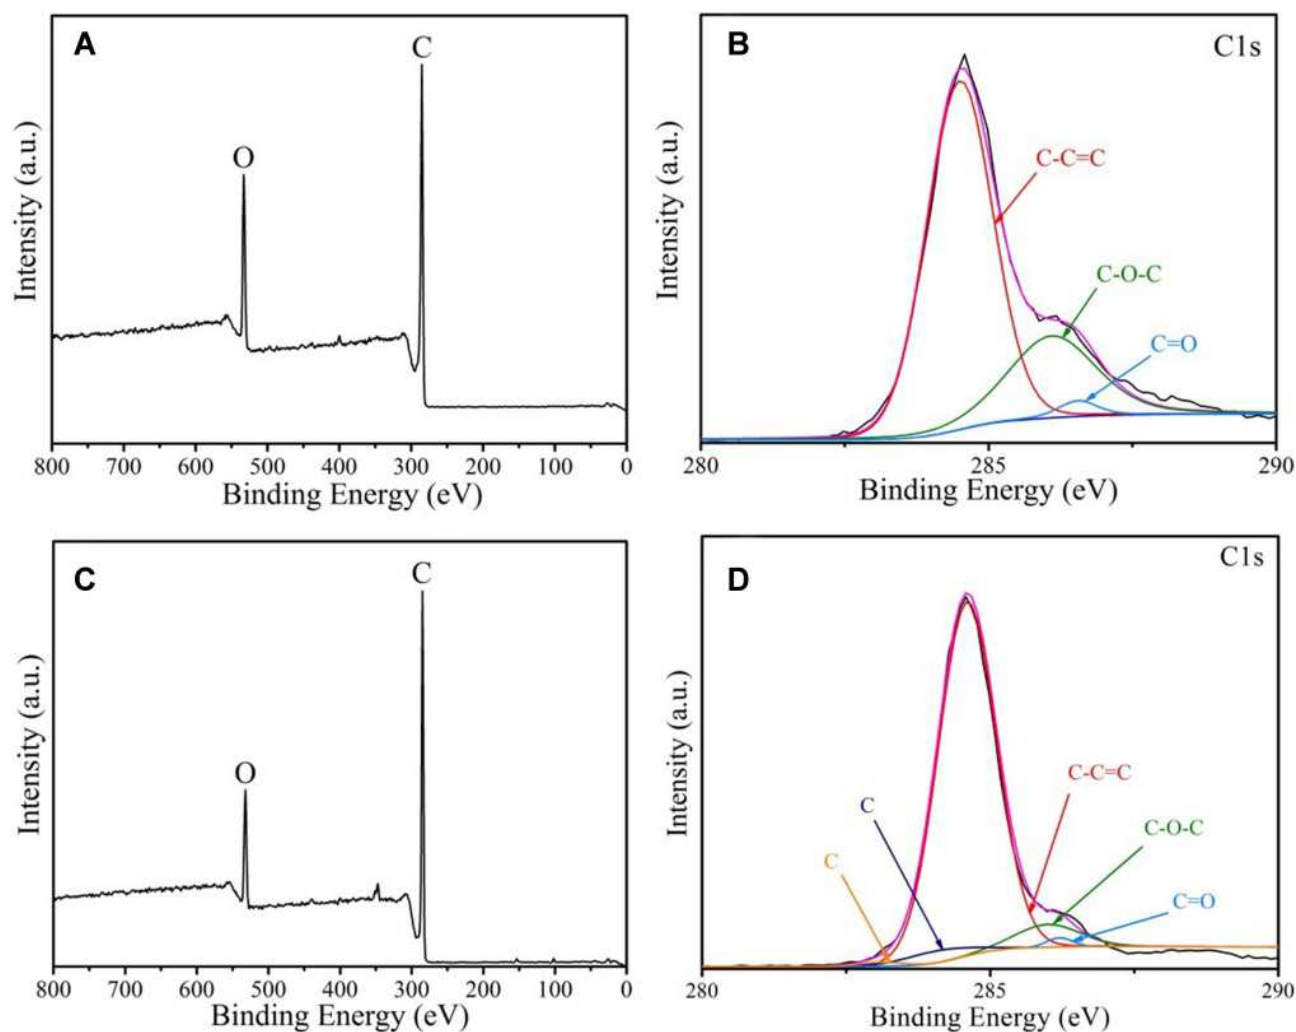 A
C
O
Intensity (a.u.)
800 700 600 500 400 300 200 100 0
Binding Energy (eV)
B
C1s
C-C=C
C-O-C
C=O
Intensity (a.u.)
280 285 290
Binding Energy (eV)
C
C
O
Intensity (a.u.)
800 700 600 500 400 300 200 100 0
Binding Energy (eV)
D
C1s
C-C=C
C
C-O-C
C
C=O
Intensity (a.u.)
280 285 290
Binding Energy (eV)